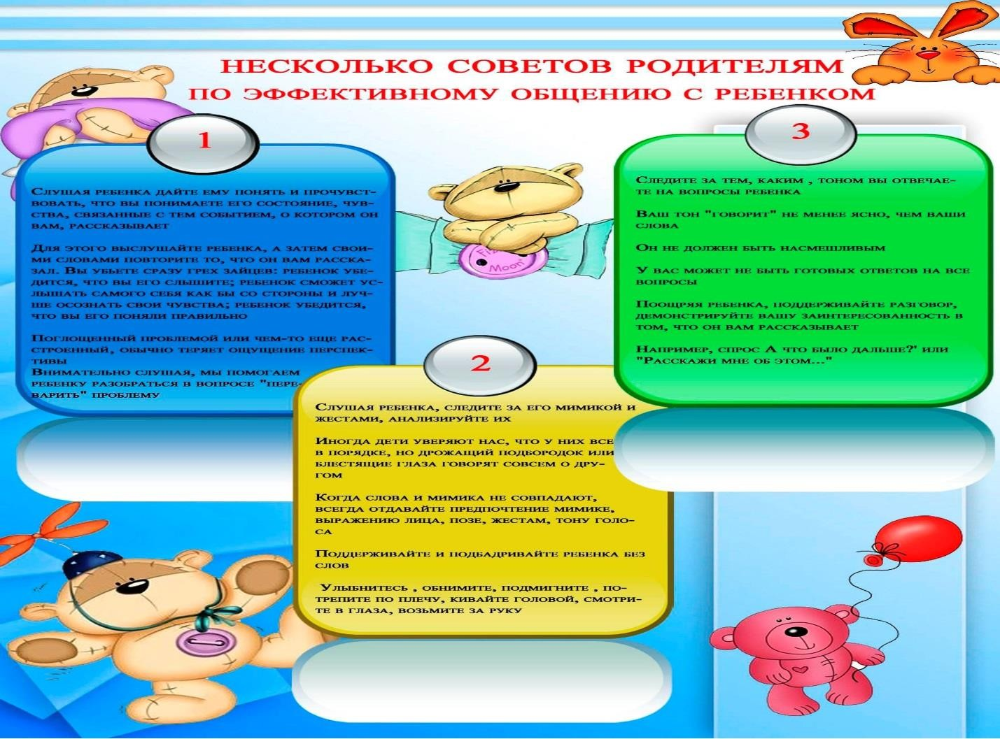 НЕСКОЛЬКО СОВЕТОВ РОДИТЕЛЯМ
ПО ЭФФЕКТИВНОМУ ОБЩЕНИЮ С РЕБЕНКОМ
1
Слушая ребенка дайте ему понять и прочувст-
вовать, что вы понимаете его состояние, чув-
ства, связанные с тем событием, о котором он
вам, рассказывает
Для этого выслушайте ребенка, а затем свои-
ми словами повторите то, что он вам расска-
зал. Вы убьете сразу трех зайцев: ребенок убе-
дится, что вы его слышите; ребенок сможет ус-
лышать самого себя как бы со стороны и луч-
ше осознать свои чувства; ребенок убедится,
что вы его поняли правильно
Поглощенный проблемой или чем-то еще рас-
строенный, обычно теряет ощущение перспек-
тивы
Внимательно слушая, мы помогаем
ребенку разобраться в вопросе "пере-
варить" проблему
2
Слушая ребенка, следите за его мимикой и
жестами, анализируйте их
Иногда дети уверяют нас, что у них все
в порядке, но дрожащий подбородок или
блестящие глаза говорят совсем о дру-
гом
Когда слова и мимика не совпадают,
всегда отдавайте предпочтение мимике,
выражению лица, позе, жестам, тону голо-
са
Поддерживайте и подбадривайте ребенка без
слов
Улыбнитесь , обнимите, подмигните , по-
трепите по плечу, кивайте головой, смотри-
те в глаза, возьмите за руку
3
Следите за тем, каким , тоном вы отвечае-
те на вопросы ребенка
Ваш тон "говорит" не менее ясно, чем ваши
слова
Он не должен быть насмешливым
У вас может не быть готовых ответов на все
вопросы
Поощряя ребенка, поддерживайте разговор,
демонстрируйте вашу заинтересованность в
том, что он вам рассказывает
Например, спрос А что было дальше?' или
"Расскажи мне об этом..."
Moon